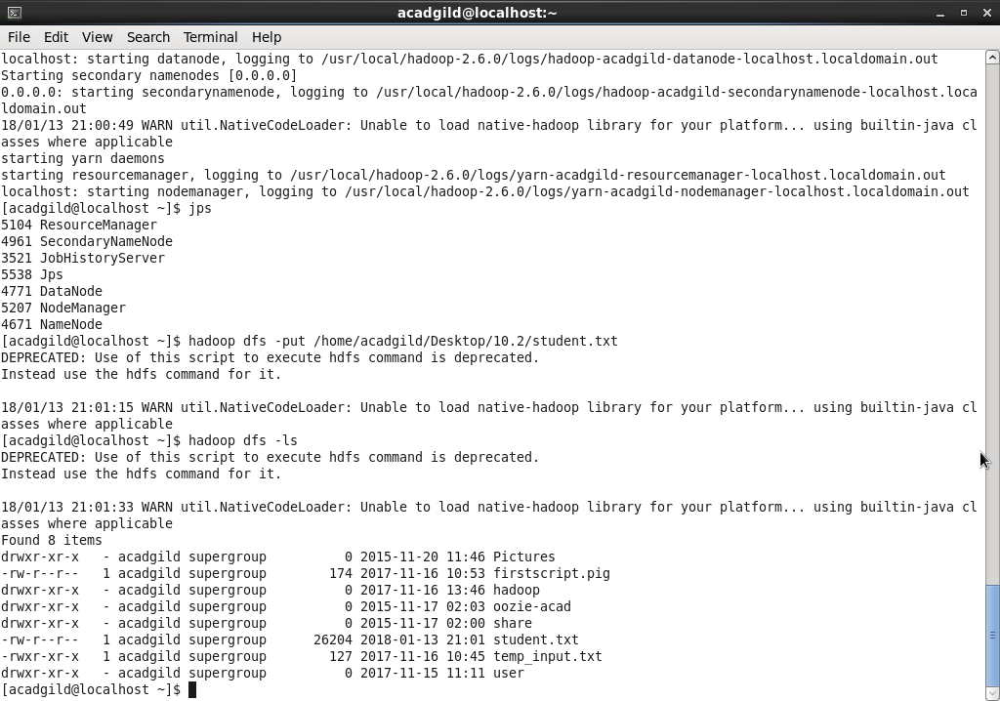 acadgild@localhost:~
File Edit View Search Terminal Help
localhost: starting datanode, logging to /usr/local/hadoop-2.6.0/logs/hadoop-acadgild-datanode-localhost.localdomain.out
Starting secondary namenodes [0.0.0.0]
0.0.0.0: starting secondarynamenode, logging to /usr/local/hadoop-2.6.0/logs/hadoop-acadgild-secondarynamenode-localhost.loca
ldomain.out
18/01/13 21:00:49 WARN util.NativeCodeLoader: Unable to load native-hadoop library for your platform... using builtin-java cl
asses where applicable
starting yarn daemons
starting resourcemanager, logging to /usr/local/hadoop-2.6.0/logs/yarn-acadgild-resourcemanager-localhost.localdomain.out
localhost: starting nodemanager, logging to /usr/local/hadoop-2.6.0/logs/yarn-acadgild-nodemanager-localhost.localdomain.out
[acadgild@localhost ~]$ jps
5104 ResourceManager
4961 SecondaryNameNode
3521 JobHistoryServer
5538 Jps
4771 DataNode
5207 NodeManager
4671 NameNode
[acadgild@localhost ~]$ hadoop dfs -put /home/acadgild/Desktop/10.2/student.txt
DEPRECATED: Use of this script to execute hdfs command is deprecated.
Instead use the hdfs command for it.

18/01/13 21:01:15 WARN util.NativeCodeLoader: Unable to load native-hadoop library for your platform... using builtin-java cl
asses where applicable
[acadgild@localhost ~]$ hadoop dfs -ls
DEPRECATED: Use of this script to execute hdfs command is deprecated.
Instead use the hdfs command for it.

18/01/13 21:01:33 WARN util.NativeCodeLoader: Unable to load native-hadoop library for your platform... using builtin-java cl
asses where applicable
Found 8 items
drwxr-xr-x   - acadgild supergroup          0 2015-11-20 11:46 Pictures
-rw-r--r--   1 acadgild supergroup        174 2017-11-16 10:53 firstscript.pig
drwxr-xr-x   - acadgild supergroup          0 2017-11-16 13:46 hadoop
drwxr-xr-x   - acadgild supergroup          0 2015-11-17 02:03 oozie-acad
drwxr-xr-x   - acadgild supergroup          0 2015-11-17 02:00 share
-rw-r--r--   1 acadgild supergroup      26204 2018-01-13 21:01 student.txt
-rwxr-xr-x   1 acadgild supergroup        127 2017-11-16 10:45 temp_input.txt
drwxr-xr-x   - acadgild supergroup          0 2017-11-15 11:11 user
[acadgild@localhost ~]$